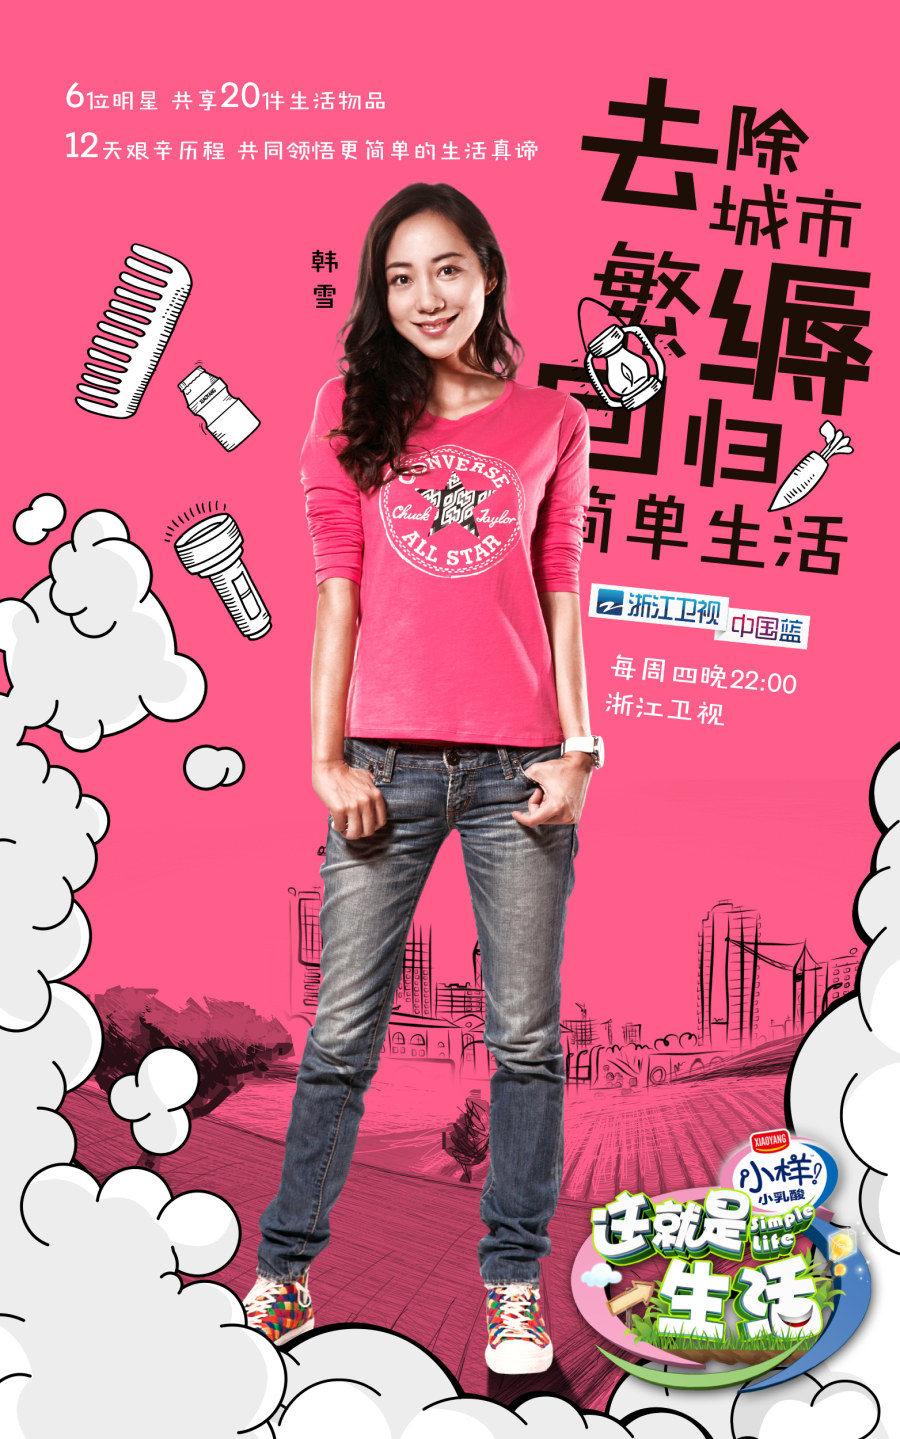 6位明星 共享20件生活物品
12天艰辛历程 共同领悟更简单的生活真谛
去除
城市
繁缛
回归
简单生活
韩雪
XIAOYANG
CONVERSE
Chuck Taylor
ALL STAR
浙江卫视 中国蓝
每周四晚22:00
浙江卫视
XIAOYANG
小样!
小乳酸
这就是
Simple
Life
生活